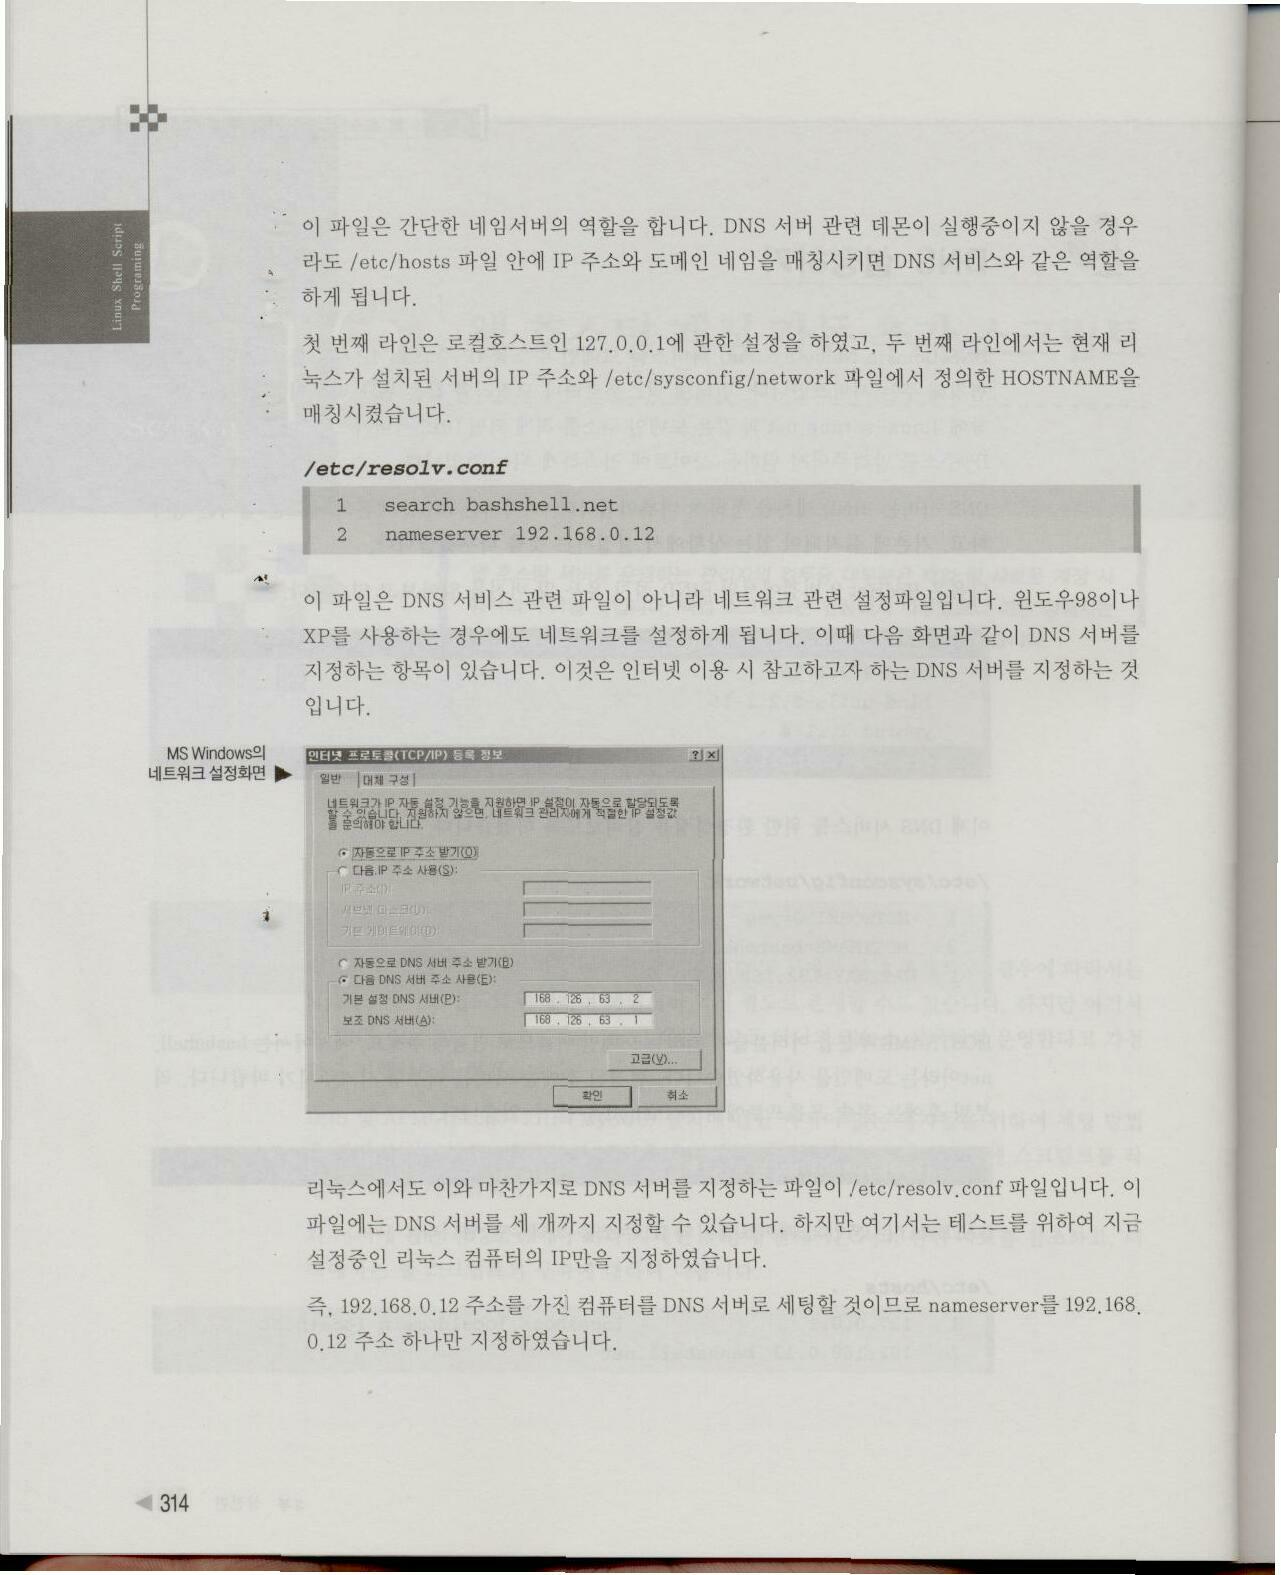 Linux Shell Script
Programing
이 파일은 간단한 네임서버의 역할을 합니다. DNS 서버 관련 데몬이 실행중이지 않을 경우
라도 /etc/hosts 파일 안에 IP 주소와 도메인 네임을 매칭시키면 DNS 서비스와 같은 역할을
하게 됩니다.
첫 번째 라인은 로컬호스트인 127.0.0.1에 관한 설정을 하였고, 두 번째 라인에서는 현재 리
눅스가 설치된 서버의 IP 주소와 /etc/sysconfig/network 파일에서 정의한 HOSTNAME을
매칭시켰습니다.
/etc/resolv.conf
1 search bashshell.net
2 nameserver 192.168.0.12
이 파일은 DNS 서비스 관련 파일이 아니라 네트워크 관련 설정파일입니다. 윈도우98이나
XP를 사용하는 경우에도 네트워크를 설정하게 됩니다. 이때 다음 화면과 같이 DNS 서버를
지정하는 항목이 있습니다. 이것은 인터넷 이용 시 참고하고자 하는 DNS 서버를 지정하는 것
입니다.
MS Windows의
네트워크 설정화면 ▶
인터넷 프로토콜(TCP/IP) 등록 정보
일반 대체 구성
네트워크가 IP 자동 설정 기능을 지원하면 IP 설정이 자동으로 할당되도록
할 수 있습니다. 지원하지 않으면, 네트워크 관리자에게 적절한 IP 설정값
을 문의해야 합니다.
자동으로 IP 주소 받기(O)
다음 IP 주소 사용(S):
IP 주소(I):
서브넷 마스크(U):
기본 게이트웨이(D):
자동으로 DNS 서버 주소 받기(B)
다음 DNS 서버 주소 사용(E):
기본 설정 DNS 서버(P): 168 . 126 . 63 . 2
보조 DNS 서버(A): 168 . 126 . 63 . 1
고급(V)...
확인 취소
리눅스에서도 이와 마찬가지로 DNS 서버를 지정하는 파일이 /etc/resolv.conf 파일입니다. 이
파일에는 DNS 서버를 세 개까지 지정할 수 있습니다. 하지만 여기서는 테스트를 위하여 지금
설정중인 리눅스 컴퓨터의 IP만을 지정하였습니다.
즉, 192.168.0.12 주소를 가진 컴퓨터를 DNS 서버로 세팅할 것이므로 nameserver를 192.168.
0.12 주소 하나만 지정하였습니다.
◀ 314